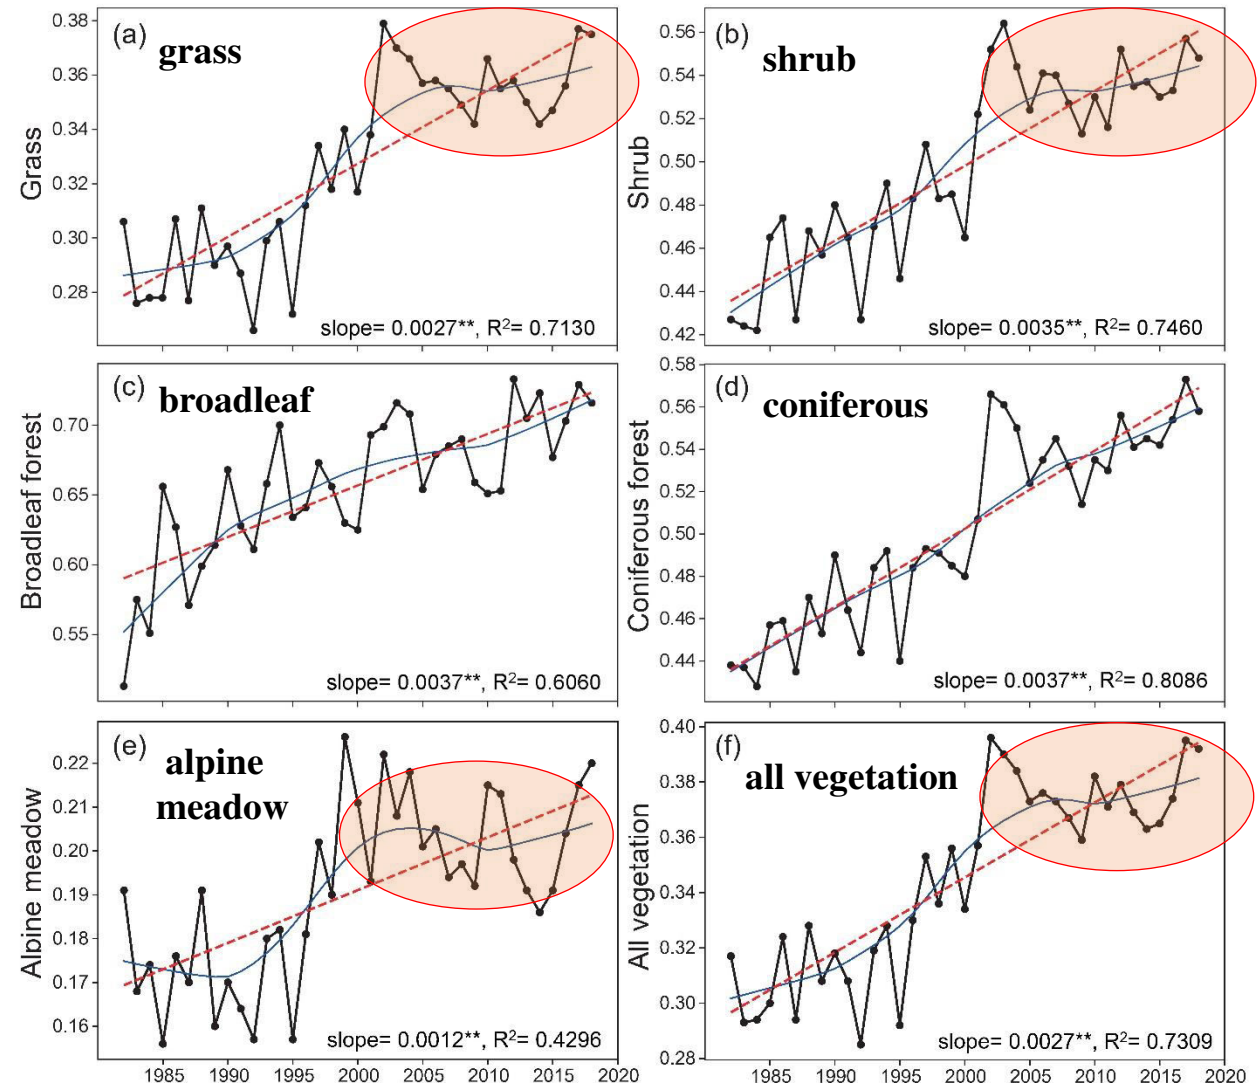 (a) grass
Grass
0.38
0.36
0.34
0.32
0.30
0.28
slope= 0.0027**, R²= 0.7130
(b) shrub
Shrub
0.56
0.54
0.52
0.50
0.48
0.46
0.44
0.42
slope= 0.0035**, R²= 0.7460
(c) broadleaf
Broadleaf forest
0.70
0.65
0.60
0.55
slope= 0.0037**, R²= 0.6060
(d) coniferous
Coniferous forest
0.58
0.56
0.54
0.52
0.50
0.48
0.46
0.44
slope= 0.0037**, R²= 0.8086
(e) alpine
meadow
Alpine meadow
0.22
0.21
0.20
0.19
0.18
0.17
0.16
slope= 0.0012**, R²= 0.4296
1985 1990 1995 2000 2005 2010 2015 2020
(f) all vegetation
All vegetation
0.40
0.38
0.36
0.34
0.32
0.30
0.28
slope= 0.0027**, R²= 0.7309
1985 1990 1995 2000 2005 2010 2015 2020